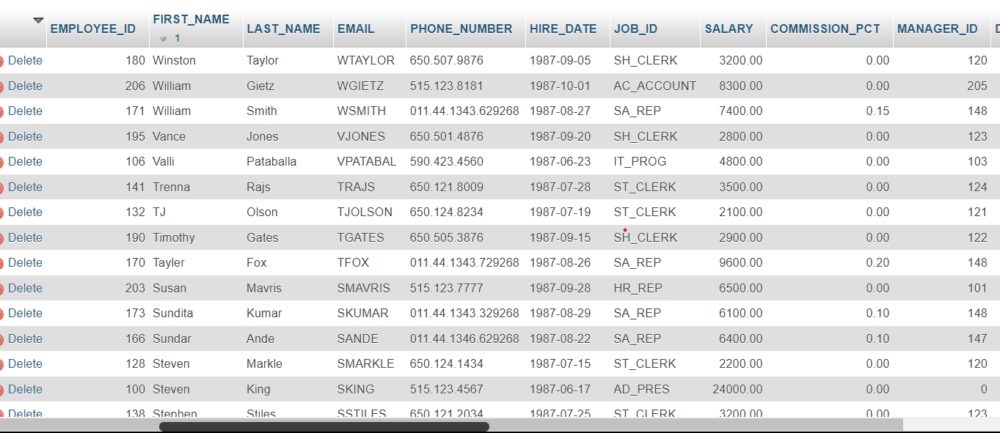 EMPLOYEE_ID FIRST_NAME 1 LAST_NAME EMAIL PHONE_NUMBER HIRE_DATE JOB_ID SALARY COMMISSION_PCT MANAGER_ID
Delete 180 Winston Taylor WTAYLOR 650.507.9876 1987-09-05 SH_CLERK 3200.00 0.00 120
Delete 206 William Gietz WGIETZ 515.123.8181 1987-10-01 AC_ACCOUNT 8300.00 0.00 205
Delete 171 William Smith WSMITH 011.44.1343.629268 1987-08-27 SA_REP 7400.00 0.15 148
Delete 195 Vance Jones VJONES 650.501.4876 1987-09-20 SH_CLERK 2800.00 0.00 123
Delete 106 Valli Pataballa VPATABAL 590.423.4560 1987-06-23 IT_PROG 4800.00 0.00 103
Delete 141 Trenna Rajs TRAJS 650.121.8009 1987-07-28 ST_CLERK 3500.00 0.00 124
Delete 132 TJ Olson TJOLSON 650.124.8234 1987-07-19 ST_CLERK 2100.00 0.00 121
Delete 190 Timothy Gates TGATES 650.505.3876 1987-09-15 SH_CLERK 2900.00 0.00 122
Delete 170 Tayler Fox TFOX 011.44.1343.729268 1987-08-26 SA_REP 9600.00 0.20 148
Delete 203 Susan Mavris SMAVRIS 515.123.7777 1987-09-28 HR_REP 6500.00 0.00 101
Delete 173 Sundita Kumar SKUMAR 011.44.1343.329268 1987-08-29 SA_REP 6100.00 0.10 148
Delete 166 Sundar Ande SANDE 011.44.1346.629268 1987-08-22 SA_REP 6400.00 0.10 147
Delete 128 Steven Markle SMARKLE 650.124.1434 1987-07-15 ST_CLERK 2200.00 0.00 120
Delete 100 Steven King SKING 515.123.4567 1987-06-17 AD_PRES 24000.00 0.00 0
Delete 138 Stephen Stiles SSTILES 650.121.2034 1987-07-25 ST_CLERK 3200.00 0.00 123